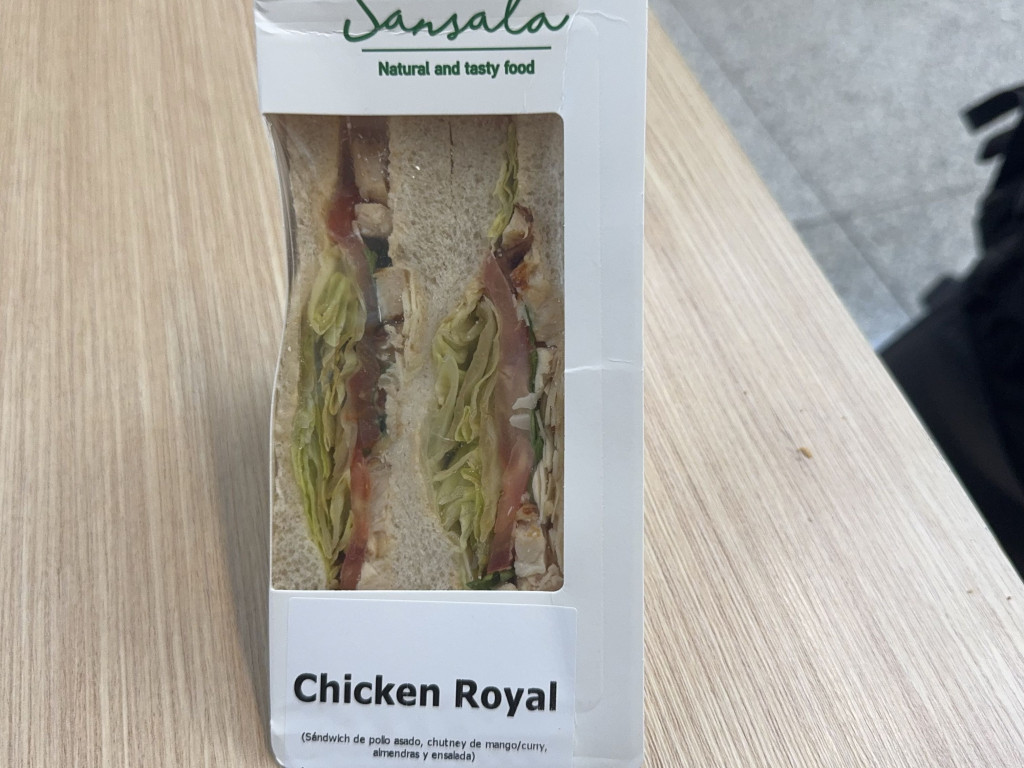 Sansala
Natural and tasty food
Chicken Royal
(Sándwich de pollo asado, chutney de mango/curry,
almendras y ensalada)